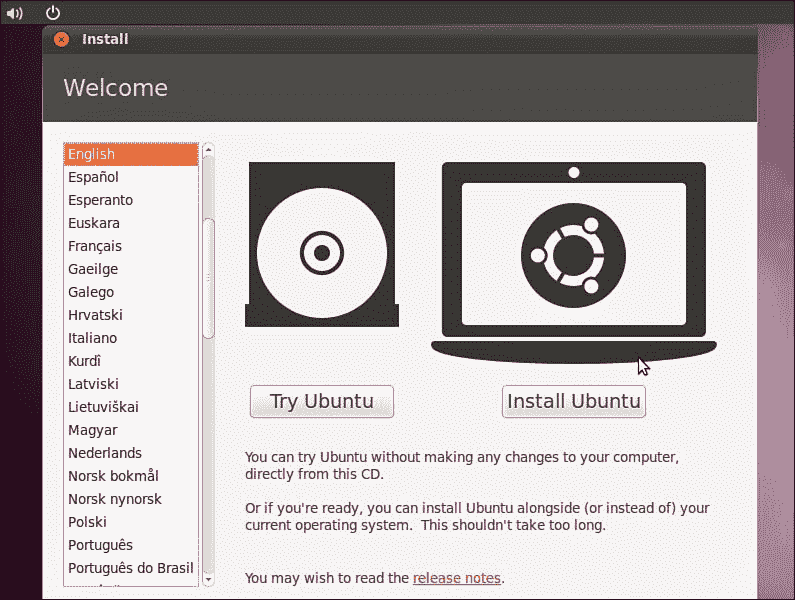 Install
Welcome
English
Español
Esperanto
Euskara
Français
Gaeilge
Galego
Hrvatski
Italiano
Kurdî
Latviski
Lietuviškai
Magyar
Nederlands
Norsk bokmål
Norsk nynorsk
Polski
Português
Português do Brasil
Try Ubuntu
Install Ubuntu
You can try Ubuntu without making any changes to your computer,
directly from this CD.
Or if you're ready, you can install Ubuntu alongside (or instead of) your
current operating system. This shouldn't take too long.
You may wish to read the release notes.